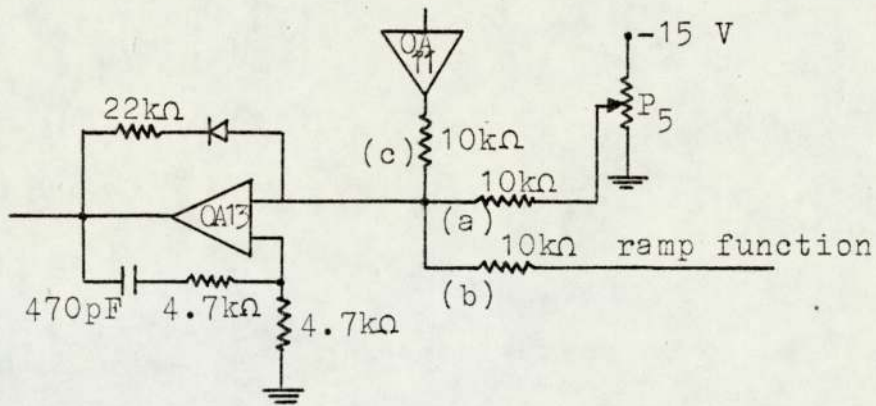 -15 V
OA
11
P5
22kΩ
(c)
10kΩ
10kΩ
OA13
(a)
10kΩ ramp function
(b)
470pF
4.7kΩ
4.7kΩ